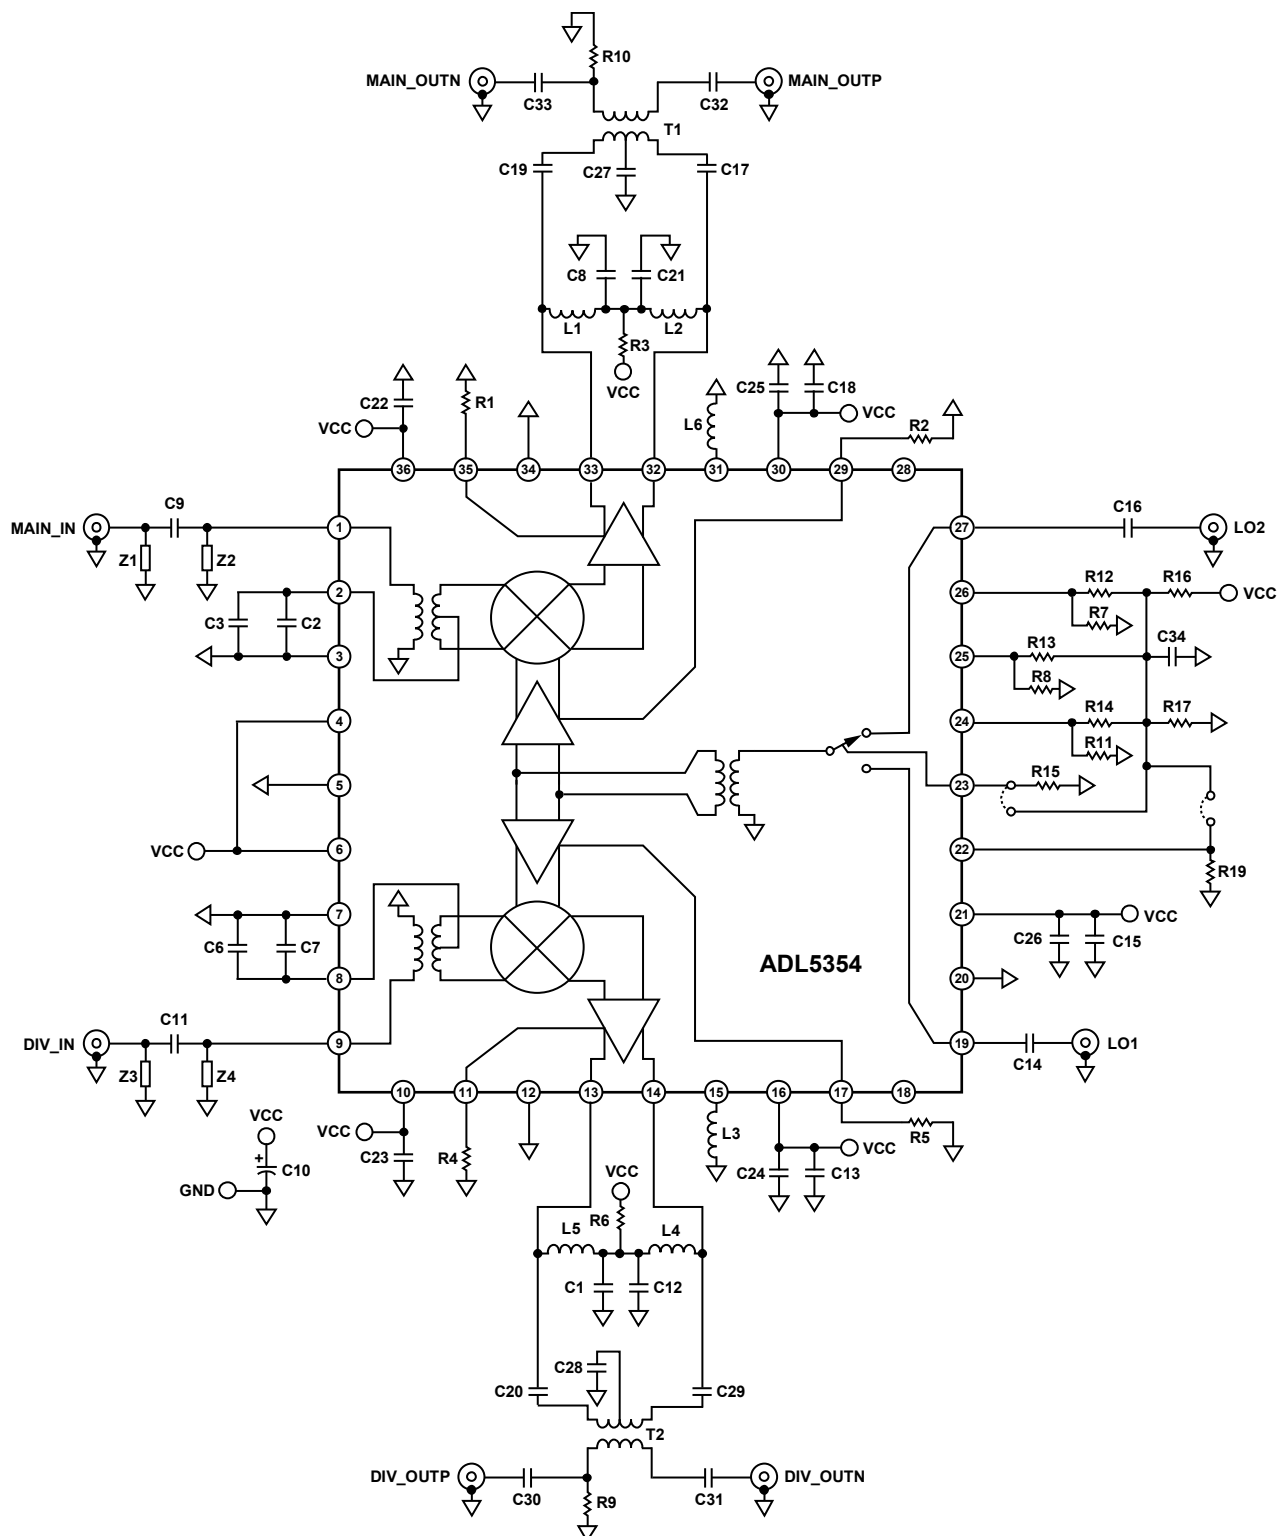 R10
MAIN_OUTN
C33
C32
MAIN_OUTP
T1
C19
C27
C17
C8
C21
L1
L2
R3
VCC
C22
VCC
R1
L6
C25
C18
VCC
R2
36
35
34
33
32
31
30
29
28
MAIN_IN
C9
Z1
Z2
1
27
C16
LO2
C3
C2
2
26
R12
R16
VCC
R7
3
25
R13
C34
R8
4
24
R14
R17
R11
5
23
R15
VCC
6
22
R19
C6
C7
7
21
VCC
C26
C15
8
ADL5354
20
DIV_IN
C11
Z3
Z4
9
19
C14
LO1
10
11
12
13
14
15
16
17
18
VCC
C10
GND
VCC
C23
R4
L3
C24
C13
VCC
R5
VCC
R6
L5
L4
C1
C12
C28
C20
C29
T2
DIV_OUTP
C30
R9
C31
DIV_OUTN